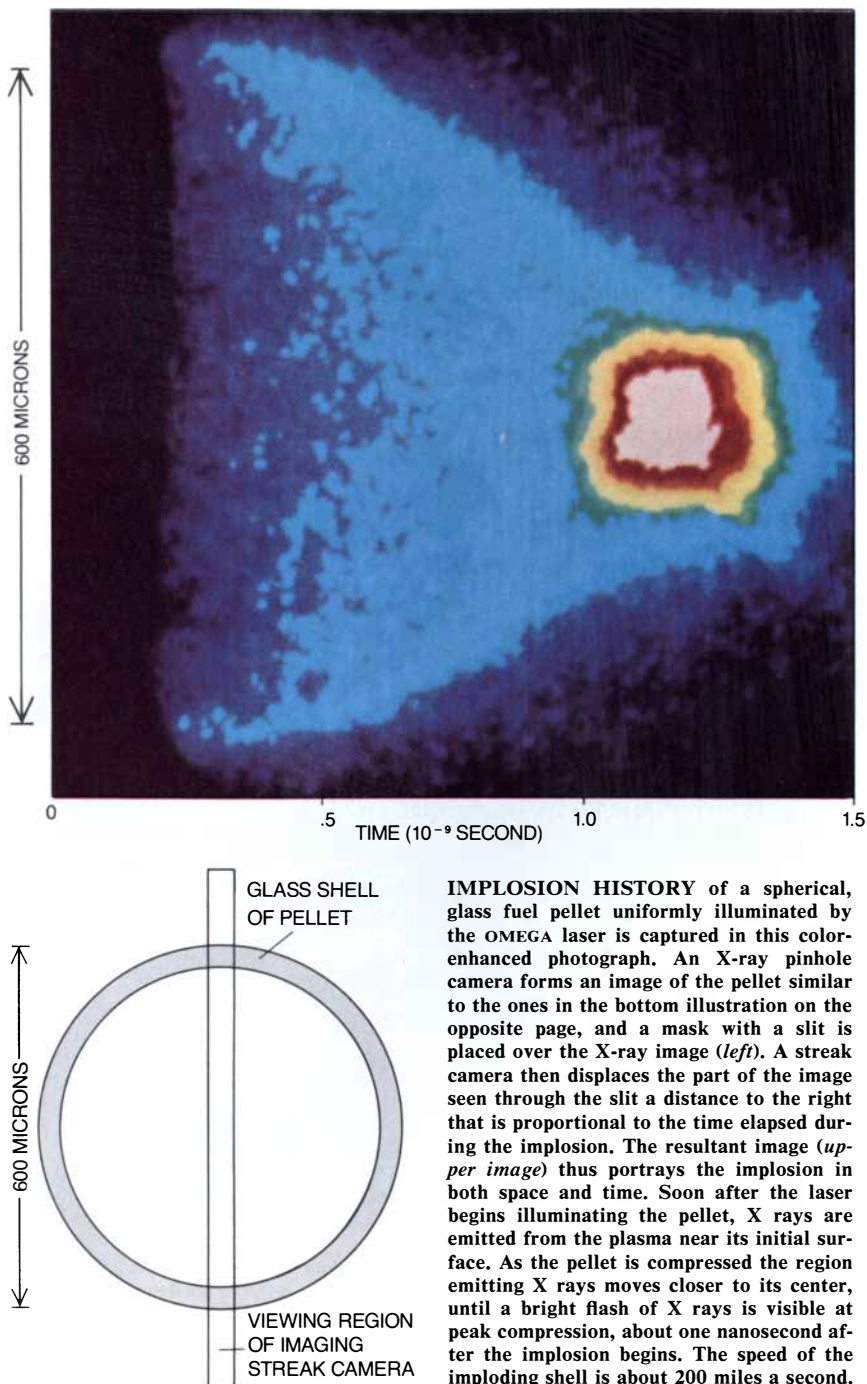 600 MICRONS
0 .5 1.0 1.5
TIME (10⁻⁹ SECOND)
GLASS SHELL
OF PELLET
600 MICRONS
VIEWING REGION
OF IMAGING
STREAK CAMERA
IMPLOSION HISTORY of a spherical,
glass fuel pellet uniformly illuminated by
the OMEGA laser is captured in this color-
enhanced photograph. An X-ray pinhole
camera forms an image of the pellet similar
to the ones in the bottom illustration on the
opposite page, and a mask with a slit is
placed over the X-ray image (left). A streak
camera then displaces the part of the image
seen through the slit a distance to the right
that is proportional to the time elapsed dur-
ing the implosion. The resultant image (up-
per image) thus portrays the implosion in
both space and time. Soon after the laser
begins illuminating the pellet, X rays are
emitted from the plasma near its initial sur-
face. As the pellet is compressed the region
emitting X rays moves closer to its center,
until a bright flash of X rays is visible at
peak compression, about one nanosecond af-
ter the implosion begins. The speed of the
imploding shell is about 200 miles a second.